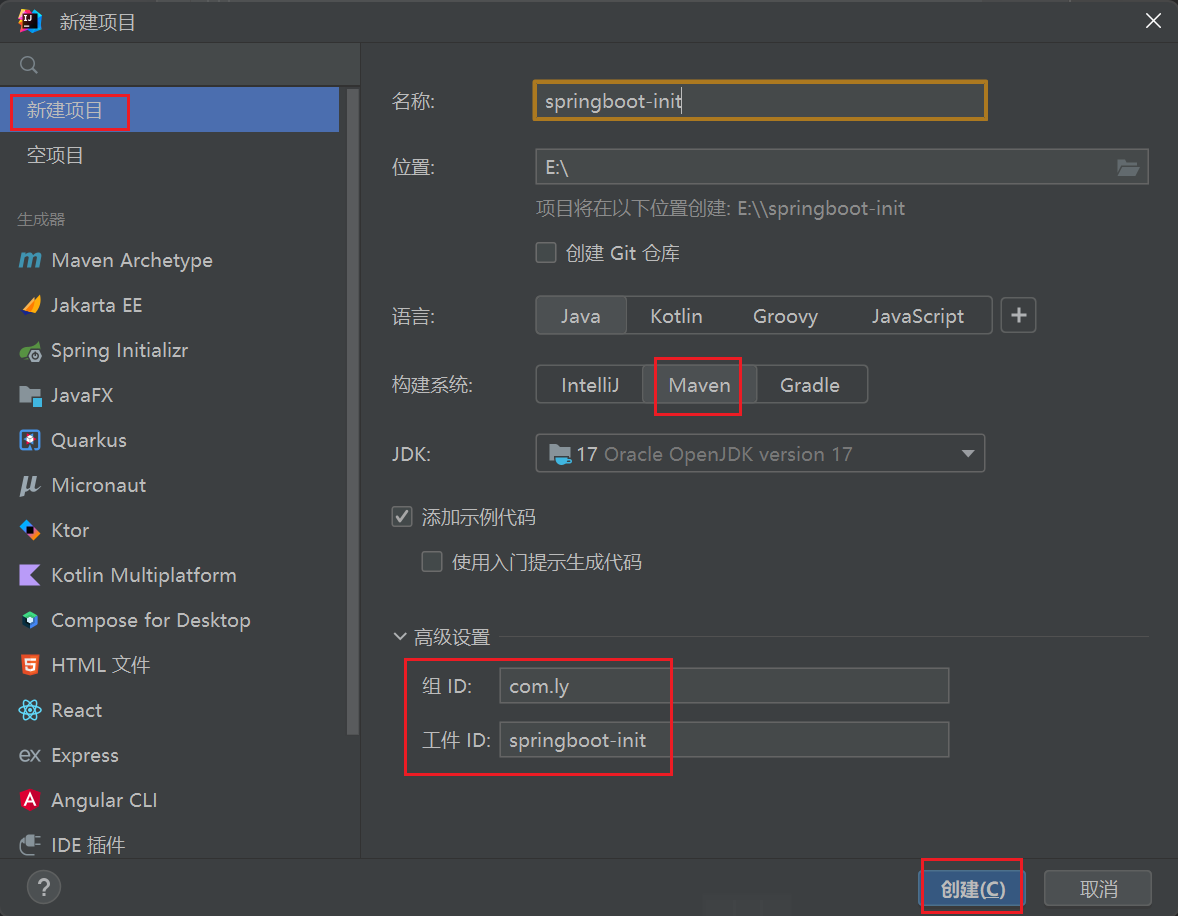 新建项目
新建项目
空项目
生成器
Maven Archetype
Jakarta EE
Spring Initializr
JavaFX
Quarkus
Micronaut
Ktor
Kotlin Multiplatform
Compose for Desktop
HTML 文件
React
ex Express
Angular CLI
IDE 插件
名称: springboot-init
位置: E:\
项目将在以下位置创建: E:\\springboot-init
创建 Git 仓库
语言: Java Kotlin Groovy JavaScript +
构建系统: IntelliJ Maven Gradle
JDK: 17 Oracle OpenJDK version 17
添加示例代码
使用入门提示生成代码
高级设置
组 ID: com.ly
工件 ID: springboot-init
? 创建(C) 取消